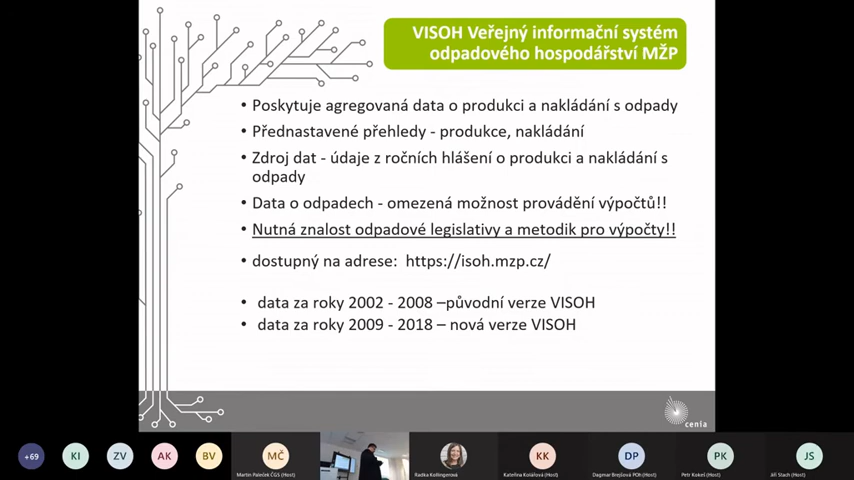 VISOH Veřejný informační systém
odpadového hospodářství MŽP
• Poskytuje agregovaná data o produkci a nakládání s odpady
• Přednastavené přehledy - produkce, nakládání
• Zdroj dat - údaje z ročních hlášení o produkci a nakládání s
odpady
• Data o odpadech - omezená možnost provádění výpočtů!!
• Nutná znalost odpadové legislativy a metodik pro výpočty!!
• dostupný na adrese: https://isoh.mzp.cz/
• data za roky 2002 - 2008 –původní verze VISOH
• data za roky 2009 - 2018 – nová verze VISOH
cenia
+69 KI ZV AK BV MČ KK DP PK JS
Martin Paleček ČGS (Host) Radka Kollingerová Kateřina Kolářová (Host) Dagmar Brejšová POh (Host) Petr Kokeš (Host) Jiří Stach (Host)